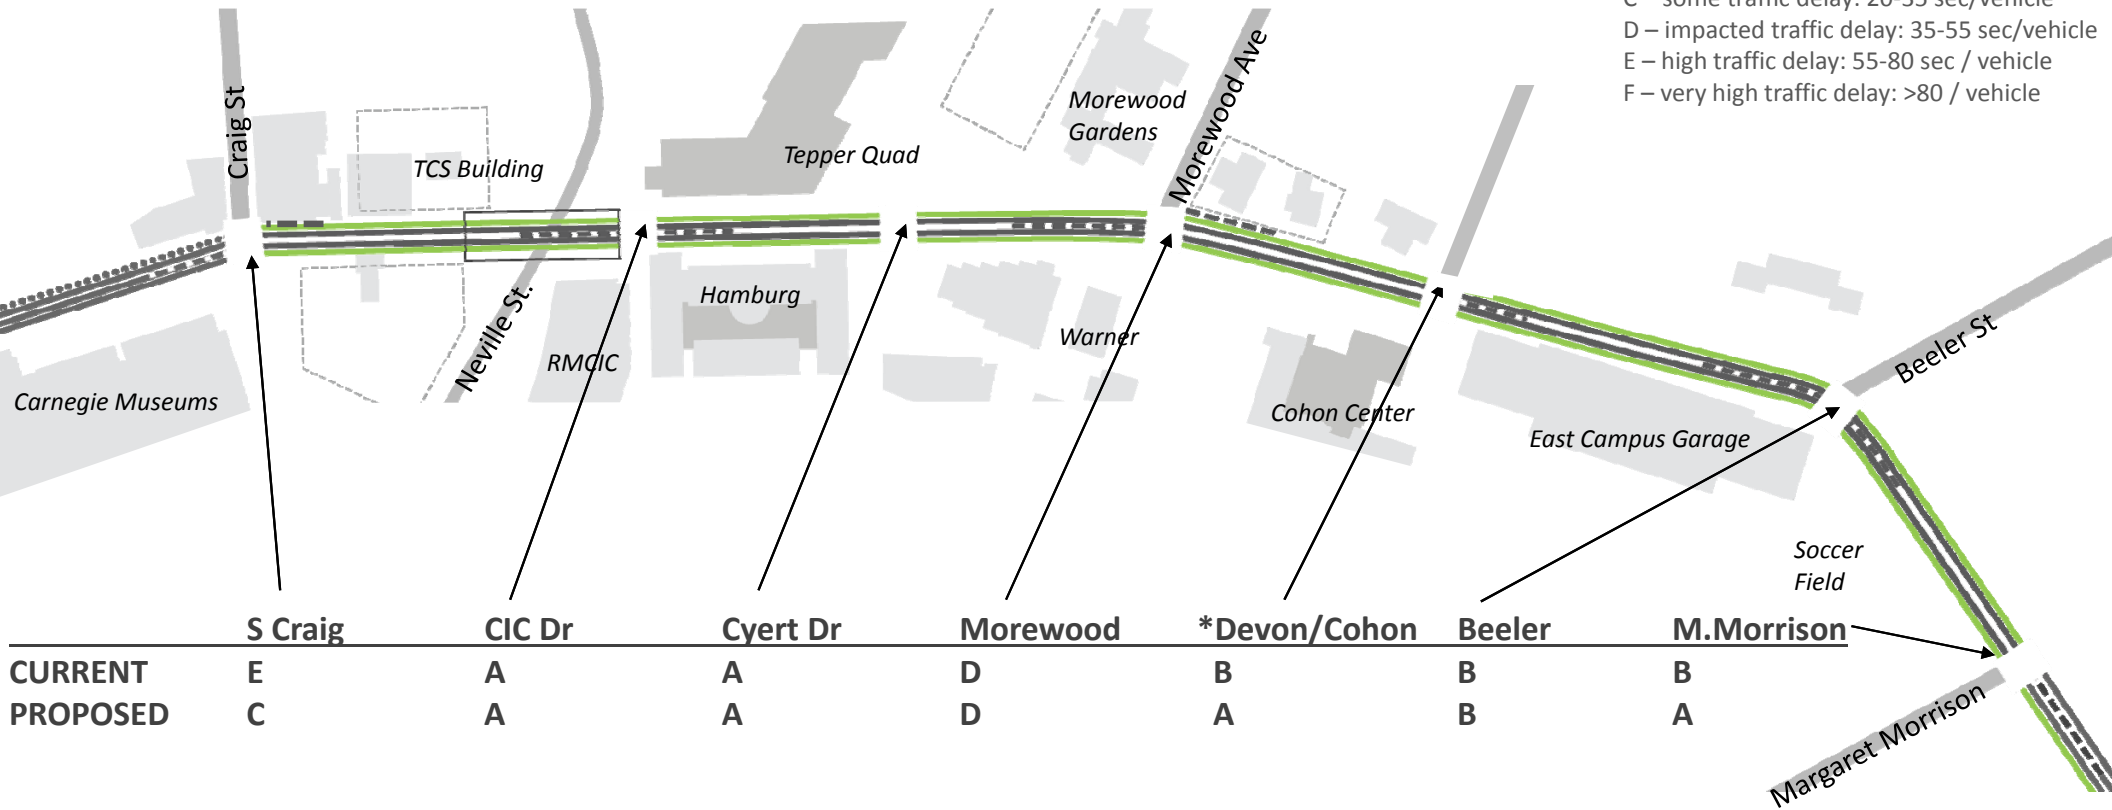 C – some traffic delay: 20-35 sec/vehicle
D – impacted traffic delay: 35-55 sec/vehicle
E – high traffic delay: 55-80 sec / vehicle
F – very high traffic delay: >80 / vehicle
Craig St
TCS Building
Tepper Quad
Morewood
Gardens
Morewood Ave
Neville St.
RMCIC
Hamburg
Warner
Carnegie Museums
Cohon Center
East Campus Garage
Beeler St
Soccer
Field
Margaret Morrison
S Craig CIC Dr Cyert Dr Morewood *Devon/Cohon Beeler M.Morrison
CURRENT E A A D B B B
PROPOSED C A A D A B A